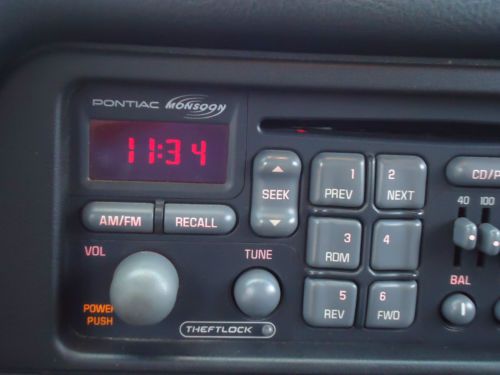 PONTIAC MONSOON
11:34
AM/FM RECALL
SEEK
1 PREV
2 NEXT
3 RDM
4
5 REV
6 FWD
CD/P
40 100
VOL
TUNE
BAL
POWER PUSH
THEFTLOCK